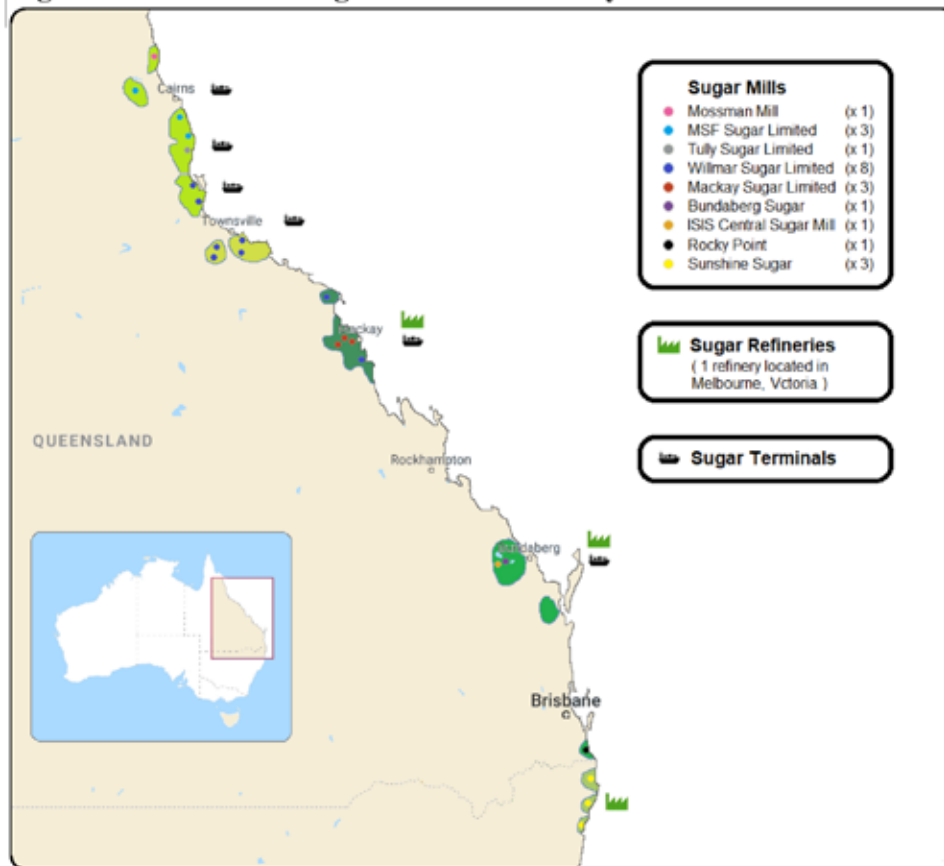 Cairns
Townsville
Mackay
QUEENSLAND
Rockhampton
Brisbane
Sugar Mills
Mossman Mill (x 1)
MSF Sugar Limited (x 3)
Tully Sugar Limited (x 1)
Willmar Sugar Limited (x 8)
Mackay Sugar Limited (x 3)
Bundaberg Sugar (x 1)
ISIS Central Sugar Mill (x 1)
Rocky Point (x 1)
Sunshine Sugar (x 3)
Sugar Refineries
( 1 refinery located in
Melbourne, Vctoria )
Sugar Terminals